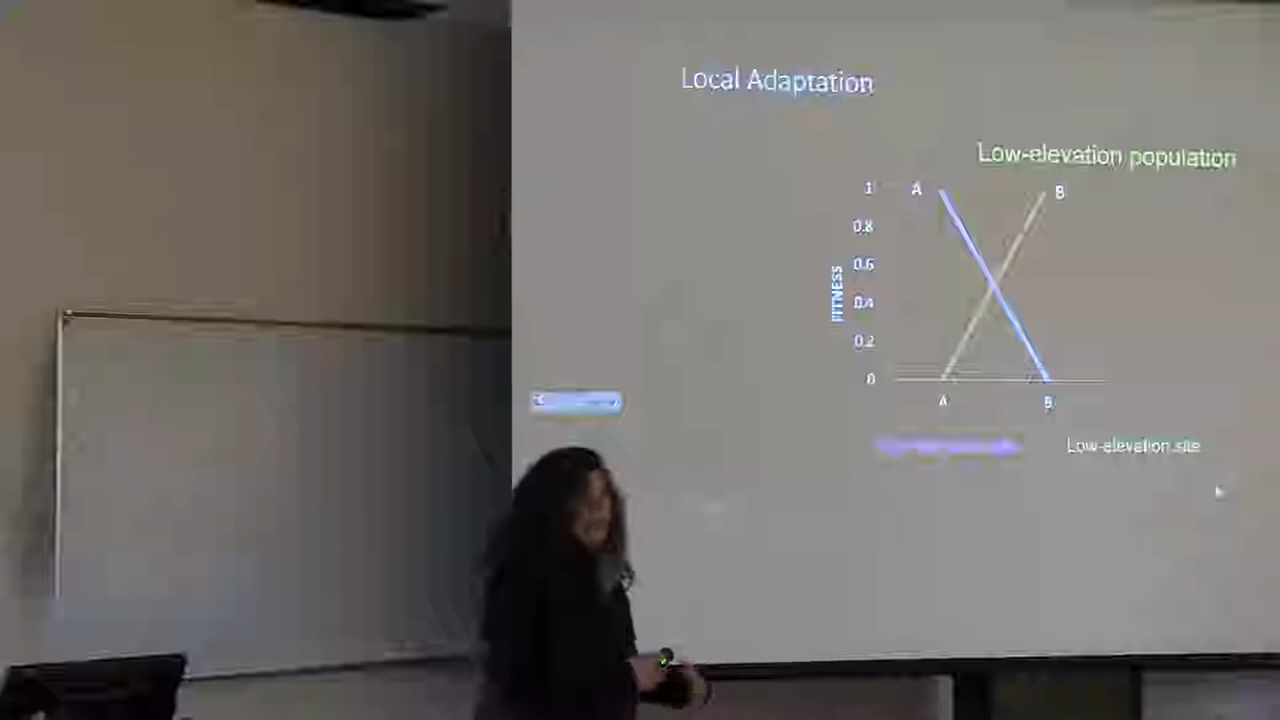 Local Adaptation
Low-elevation population
1
A
B
0.8
0.6
0.4
0.2
0
FITNESS
A
B
Low-elevation site